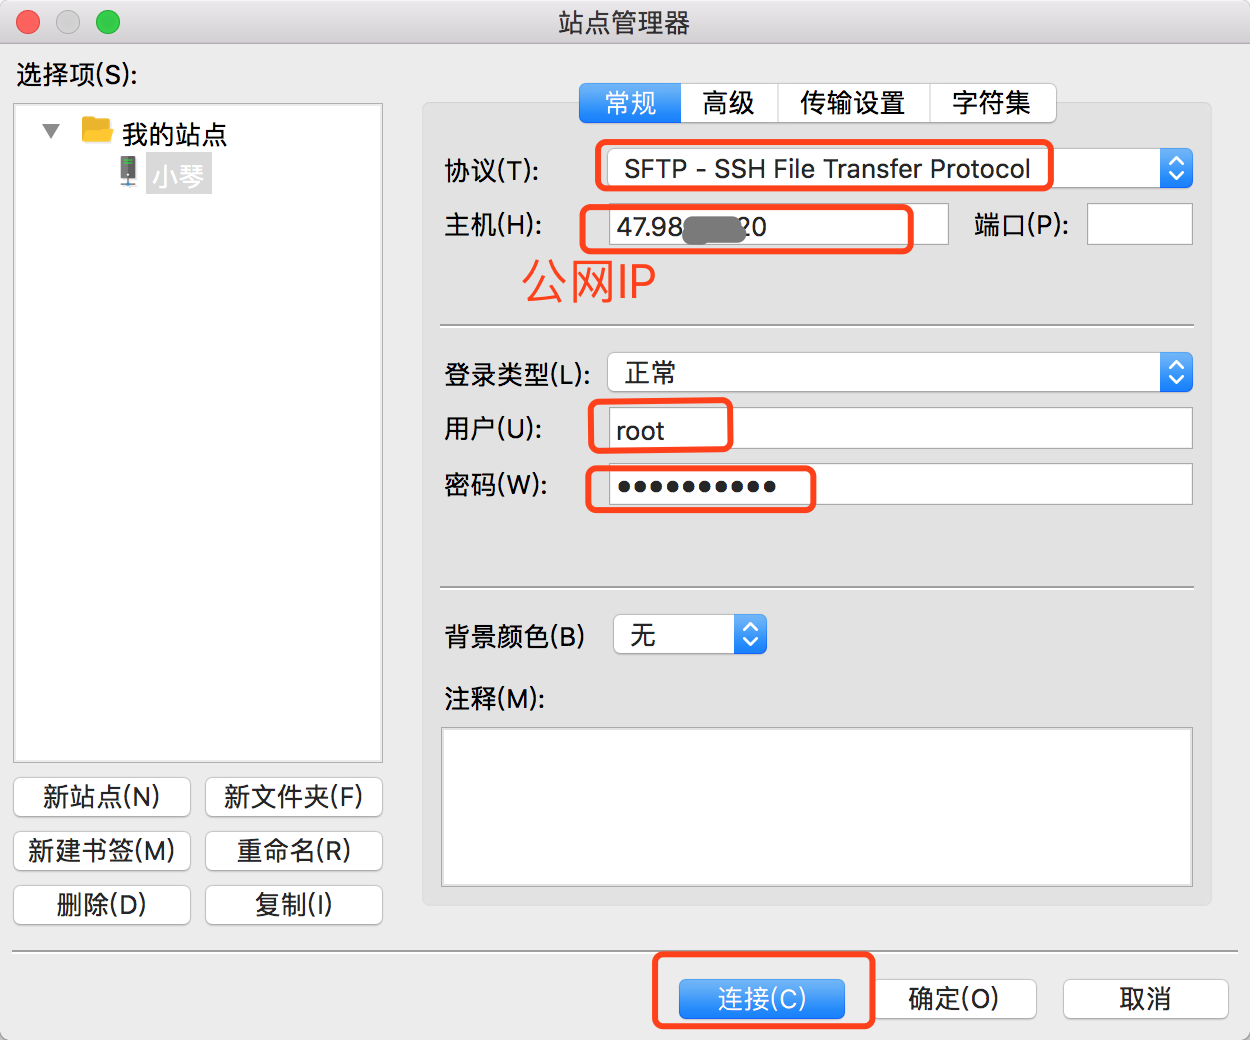 站点管理器
选择项(S):
我的站点
小琴
常规 高级 传输设置 字符集
协议(T): SFTP - SSH File Transfer Protocol
主机(H): 47.98 20 端口(P):
公网IP
登录类型(L): 正常
用户(U): root
密码(W): ●●●●●●●●●●
背景颜色(B) 无
注释(M):
新站点(N) 新文件夹(F)
新建书签(M) 重命名(R)
删除(D) 复制(I)
连接(C) 确定(O) 取消